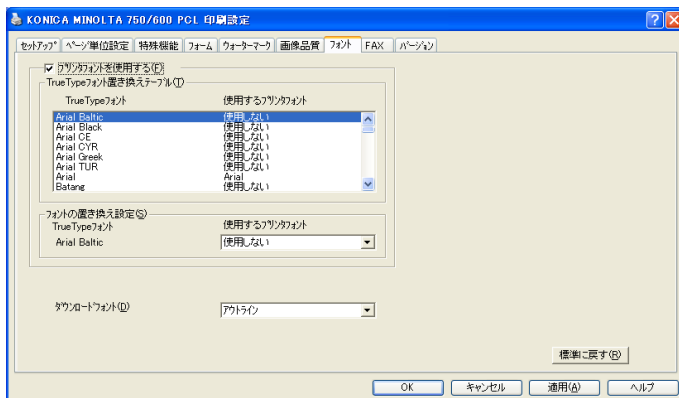 KONICA MINOLTA 750/600 PCL 印刷設定
ｾｯﾄｱｯﾌﾟ ﾍﾟｰｼﾞ単位設定 特殊機能 ﾌｫｰﾑ ｳｫｰﾀｰﾏｰｸ 画像品質 ﾌｫﾝﾄ FAX ﾊﾞｰｼﾞｮﾝ
ﾌﾟﾘﾝﾀﾌｫﾝﾄを使用する(F)
TrueTypeﾌｫﾝﾄ置き換えﾃｰﾌﾞﾙ(T)
TrueTypeﾌｫﾝﾄ 使用するﾌﾟﾘﾝﾀﾌｫﾝﾄ
Arial Baltic 使用しない
Arial Black 使用しない
Arial CE 使用しない
Arial CYR 使用しない
Arial Greek 使用しない
Arial TUR 使用しない
Arial Arial
Batang 使用しない
ﾌｫﾝﾄの置き換え設定(S)
TrueTypeﾌｫﾝﾄ 使用するﾌﾟﾘﾝﾀﾌｫﾝﾄ
Arial Baltic 使用しない
ﾀﾞｳﾝﾛｰﾄﾞﾌｫﾝﾄ(D) ｱｳﾄﾗｲﾝ
標準に戻す(R)
OK ｷｬﾝｾﾙ 適用(A) ﾍﾙﾌﾟ